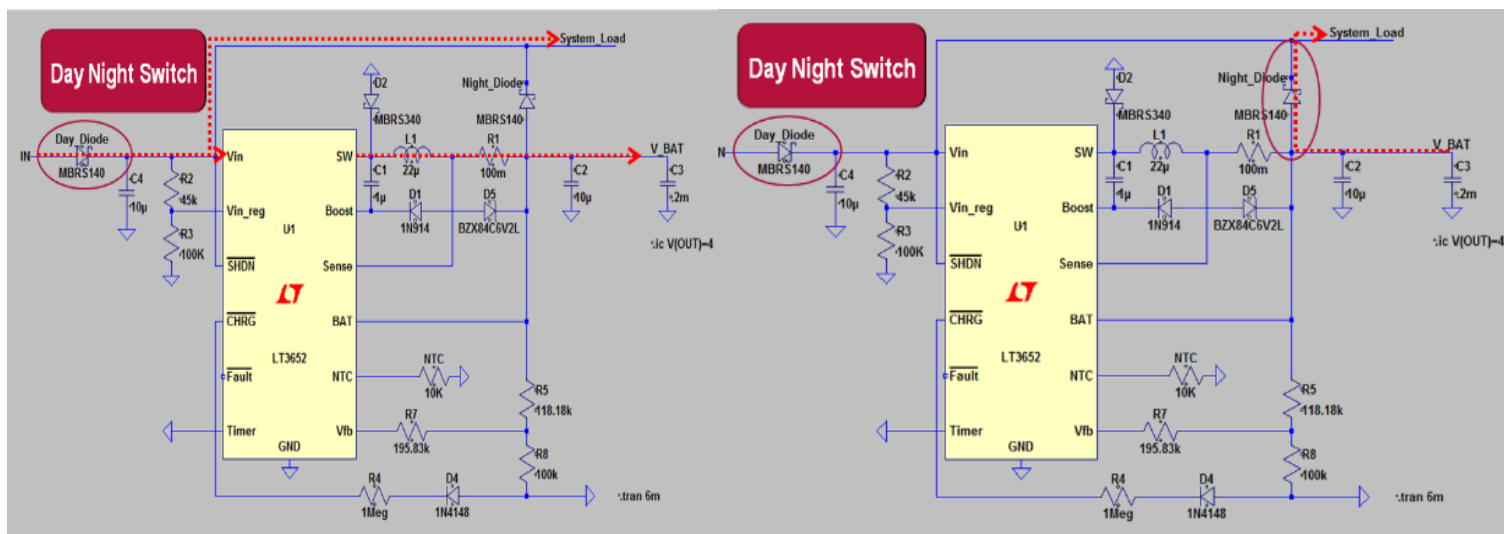 Day Night Switch
System_Load
Night_Diode
MBRS140
D2
MBRS340
Day_Diode
IN
MBRS140
C4
10µ
R2
45k
R3
100K
Vin
Vin_reg
SHDN
CHRG
Fault
Timer
U1
LT3652
GND
SW
Boost
Sense
BAT
NTC
Vfb
L1
22µ
R1
100m
C1
1µ
D1
1N914
D5
BZX84C6V2L
V_BAT
C2
10µ
C3
.2m
.ic V(OUT)=4
NTC
10K
R5
118.18k
R7
195.83k
R8
100k
R4
1Meg
D4
1N4148
.tran 6m
Day Night Switch
System_Load
Night_Diode
MBRS140
D2
MBRS340
Day_Diode
N
MBRS140
C4
10µ
R2
45k
R3
100K
Vin
Vin_reg
SHDN
CHRG
Fault
Timer
U1
LT3652
GND
SW
Boost
Sense
BAT
NTC
Vfb
L1
22µ
R1
100m
C1
1µ
D1
1N914
D5
BZX84C6V2L
V_BAT
C2
10µ
C3
.2m
.ic V(OUT)=4
NTC
10K
R5
118.18k
R7
195.83k
R8
100k
R4
1Meg
D4
1N4148
.tran 6m